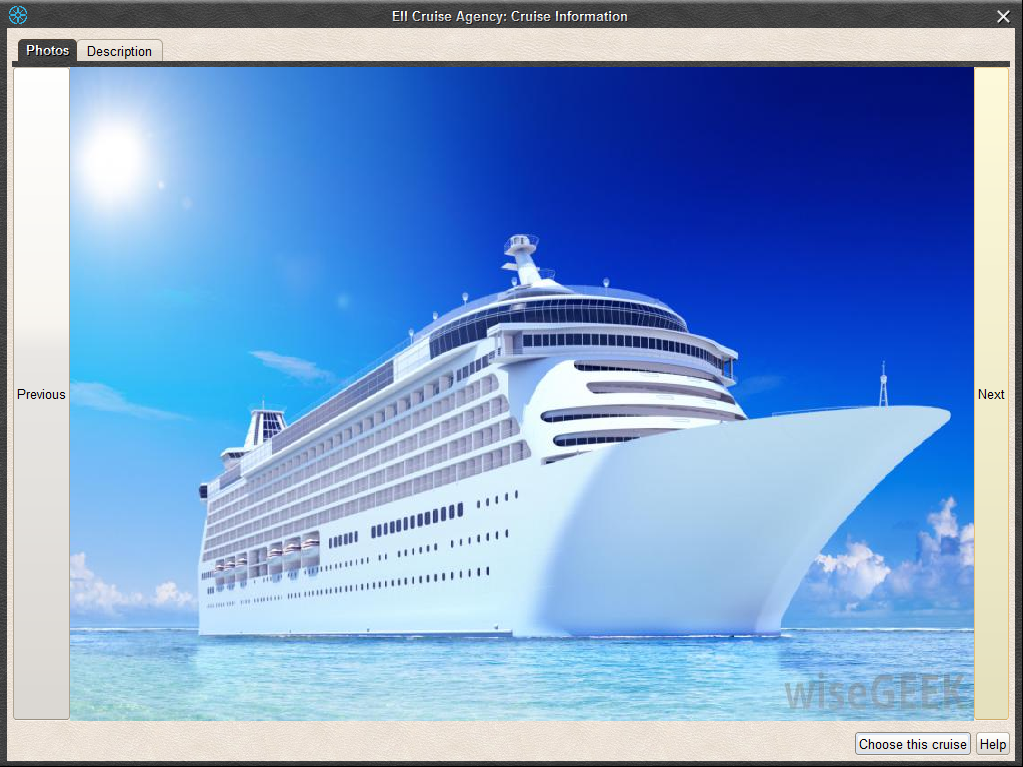 Ell Cruise Agency: Cruise Information
Photos
Description
Previous
Next
wiseGEEK
Choose this cruise
Help